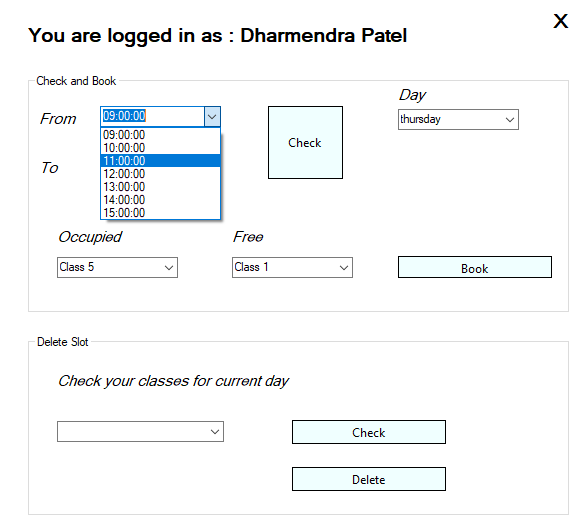 X
You are logged in as : Dharmendra Patel
Check and Book
Day
From
09:00:00
Check
thursday
09:00:00
10:00:00
11:00:00
12:00:00
13:00:00
14:00:00
15:00:00
To
Occupied
Free
Class 5
Class 1
Book
Delete Slot
Check your classes for current day
Check
Delete